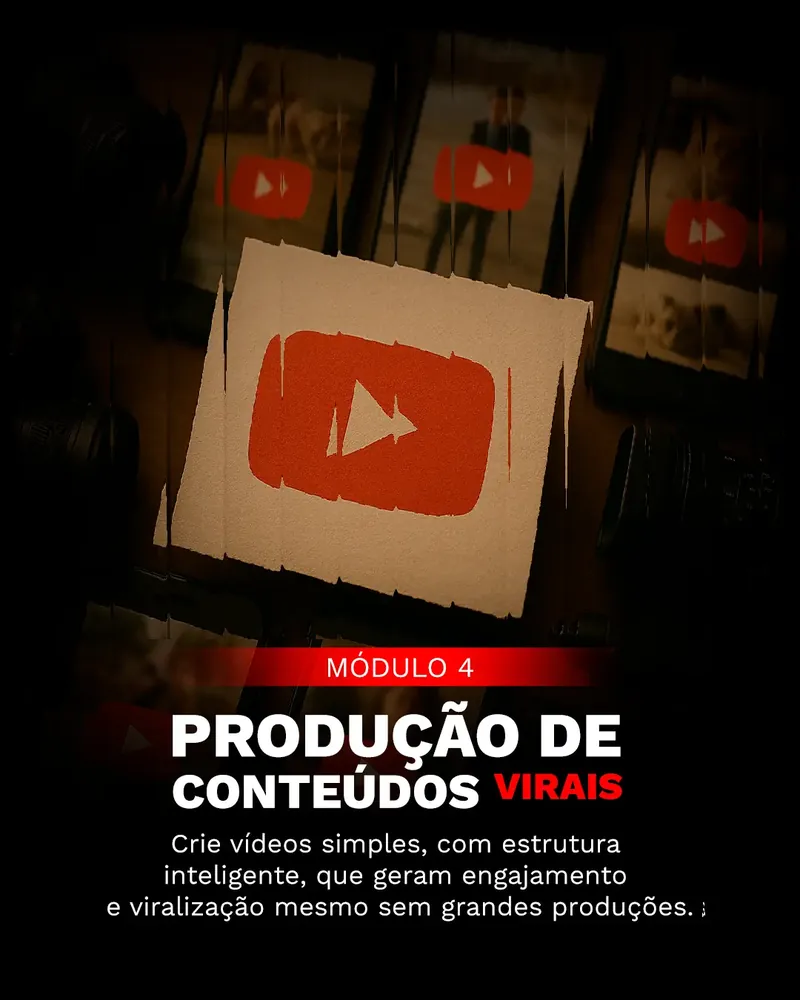 MÓDULO 4
PRODUÇÃO DE
CONTEÚDOS VIRAIS
Crie vídeos simples, com estrutura
inteligente, que geram engajamento
e viralização mesmo sem grandes produções.